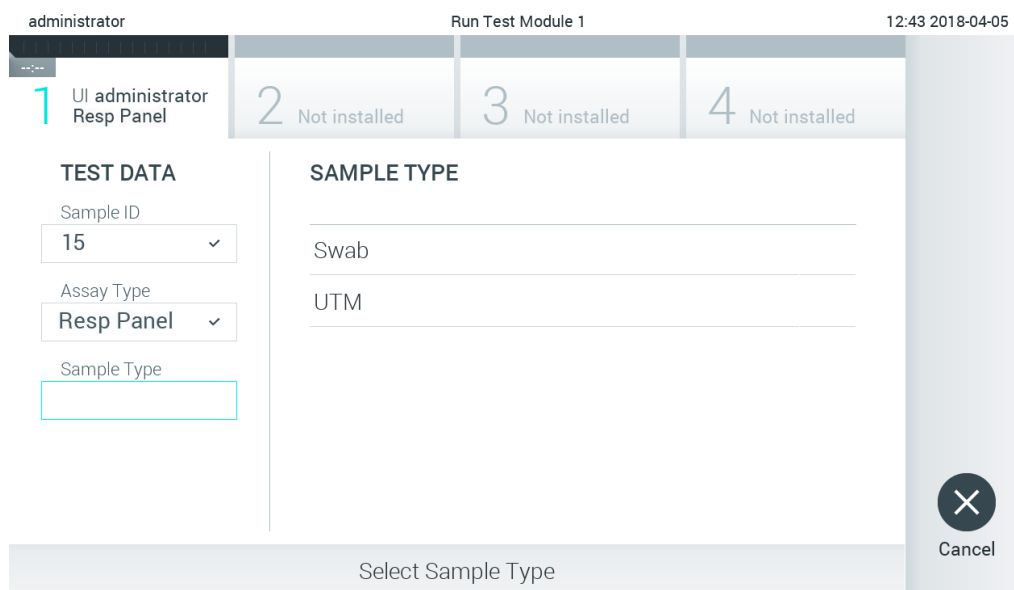 administrator Run Test Module 1 12:43 2018-04-05
--:--
1 UI administrator
Resp Panel
2 Not installed
3 Not installed
4 Not installed
TEST DATA
Sample ID
15
Assay Type
Resp Panel
Sample Type
SAMPLE TYPE
Swab
UTM
Cancel
Select Sample Type